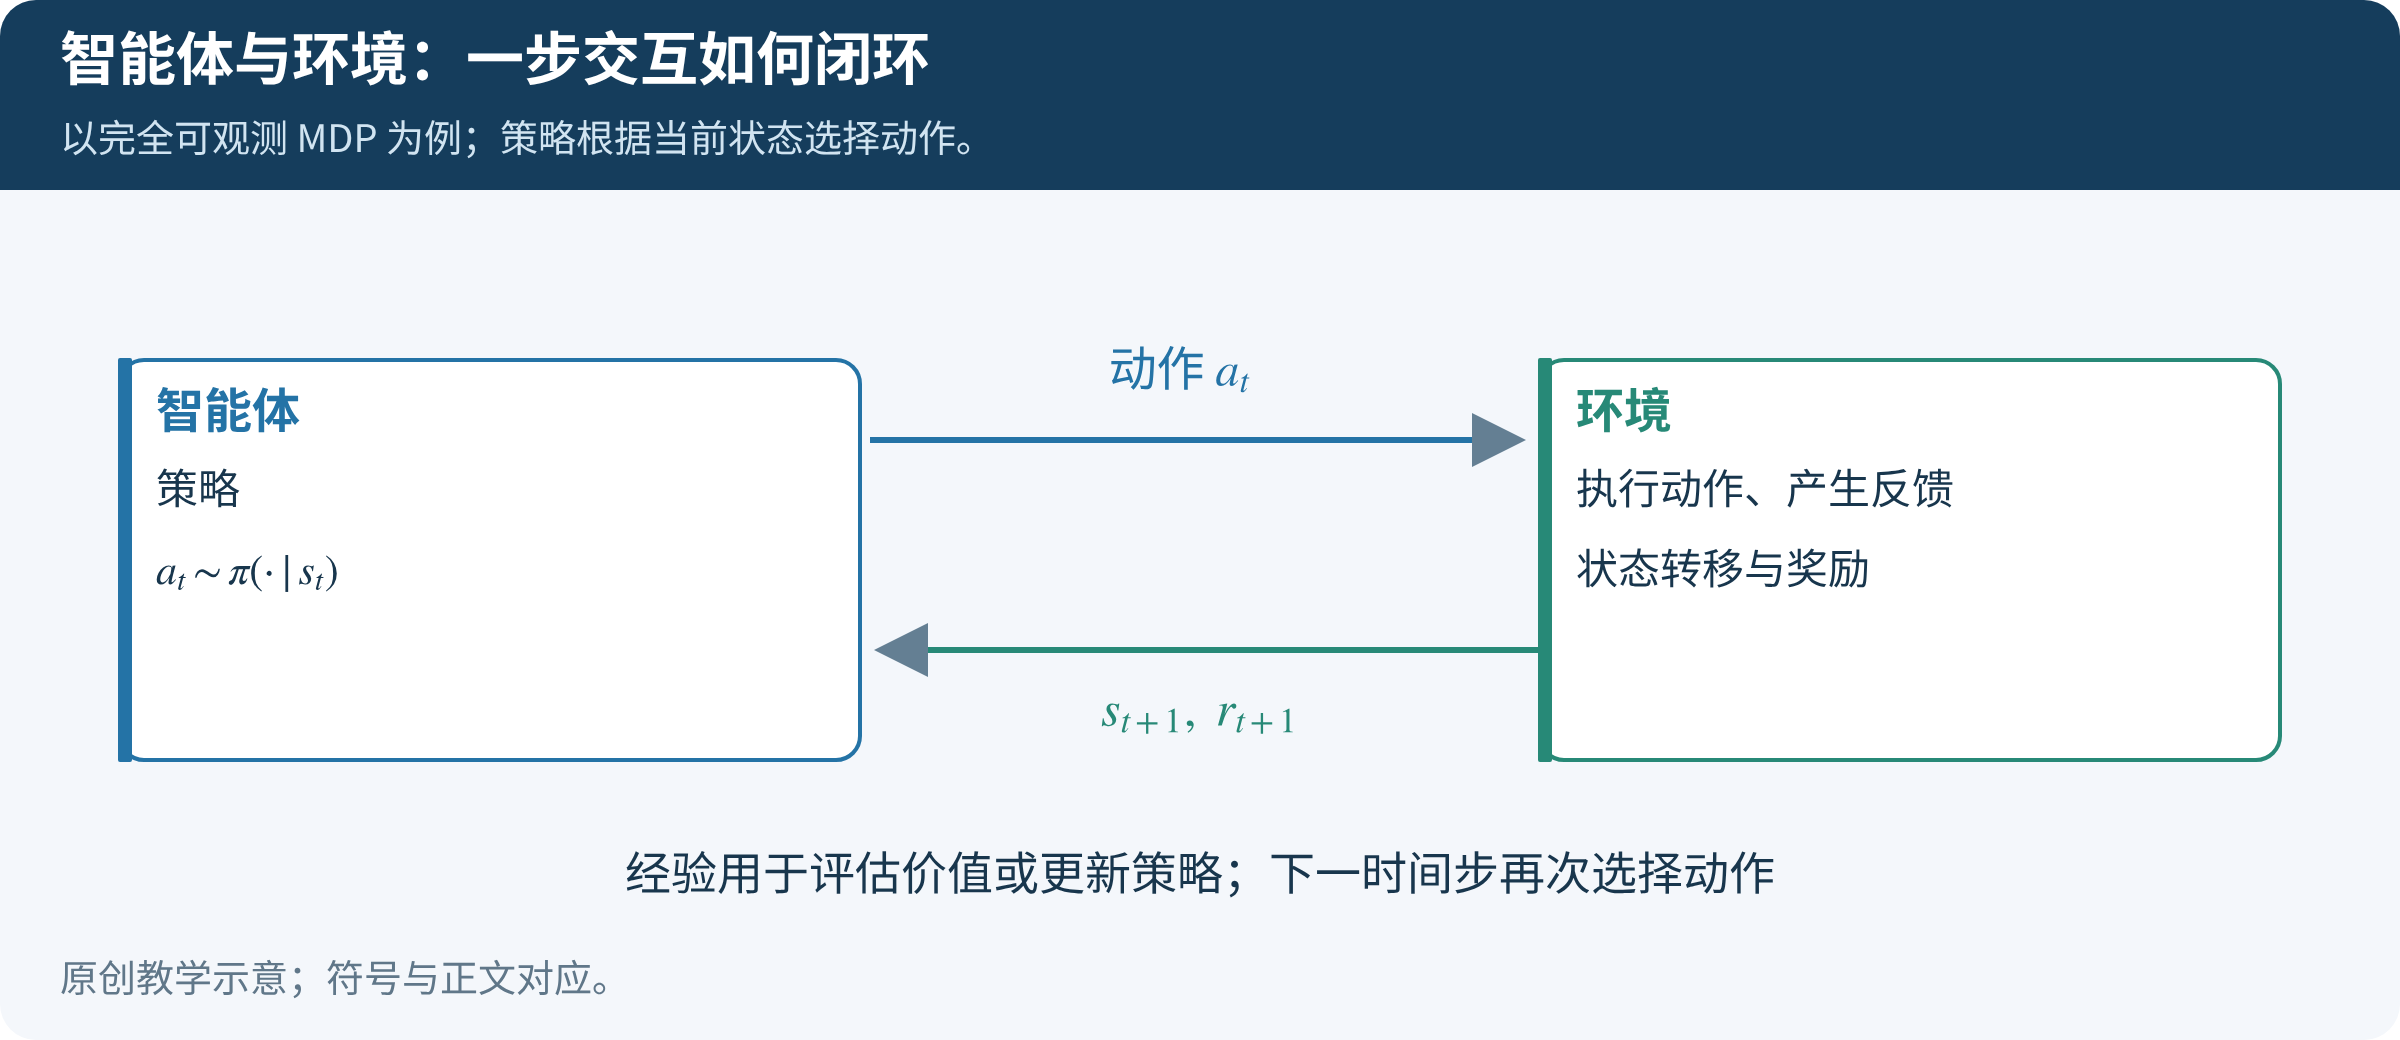 智能体与环境：一步交互如何闭环
以完全可观测 MDP 为例；策略根据当前状态选择动作。
智能体
策略
a_t ~ π(· | s_t)
动作 a_t
环境
执行动作、产生反馈
状态转移与奖励
s_{t+1}, r_{t+1}
经验用于评估价值或更新策略；下一时间步再次选择动作
原创教学示意；符号与正文对应。